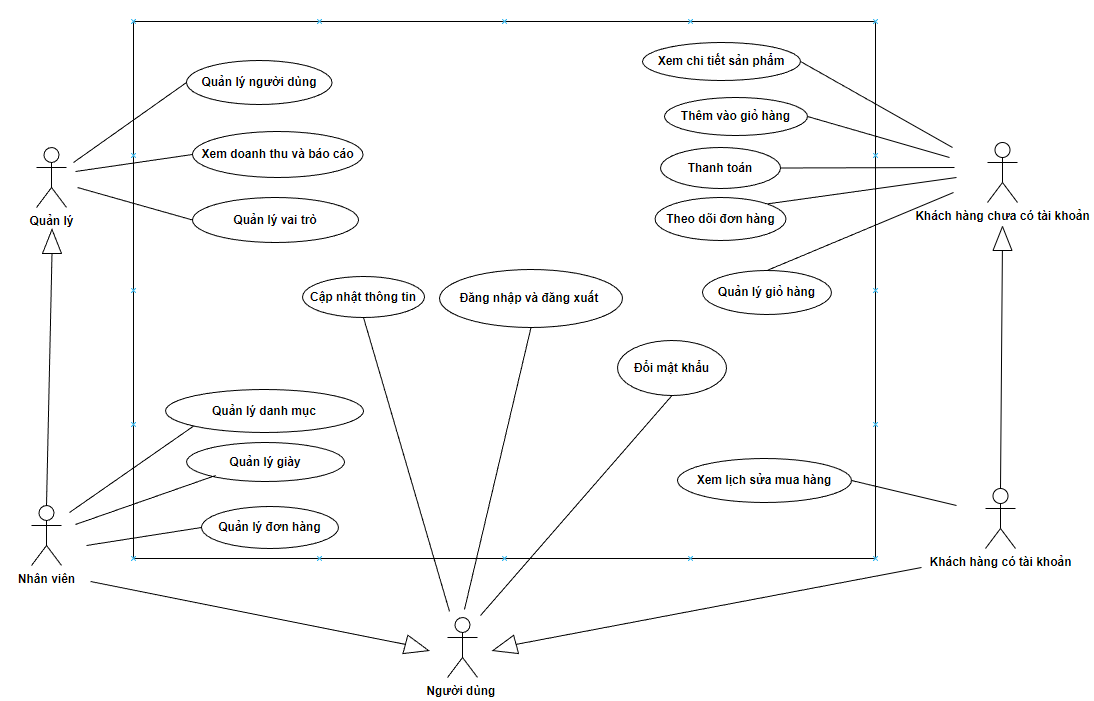 Quản lý người dùng
Xem doanh thu và báo cáo
Quản lý vai trò
Quản lý
Xem chi tiết sản phẩm
Thêm vào giỏ hàng
Thanh toán
Theo dõi đơn hàng
Quản lý giỏ hàng
Khách hàng chưa có tài khoản
Cập nhật thông tin
Đăng nhập và đăng xuất
Đổi mật khẩu
Quản lý danh mục
Quản lý giày
Quản lý đơn hàng
Nhân viên
Xem lịch sửa mua hàng
Khách hàng có tài khoản
Người dùng